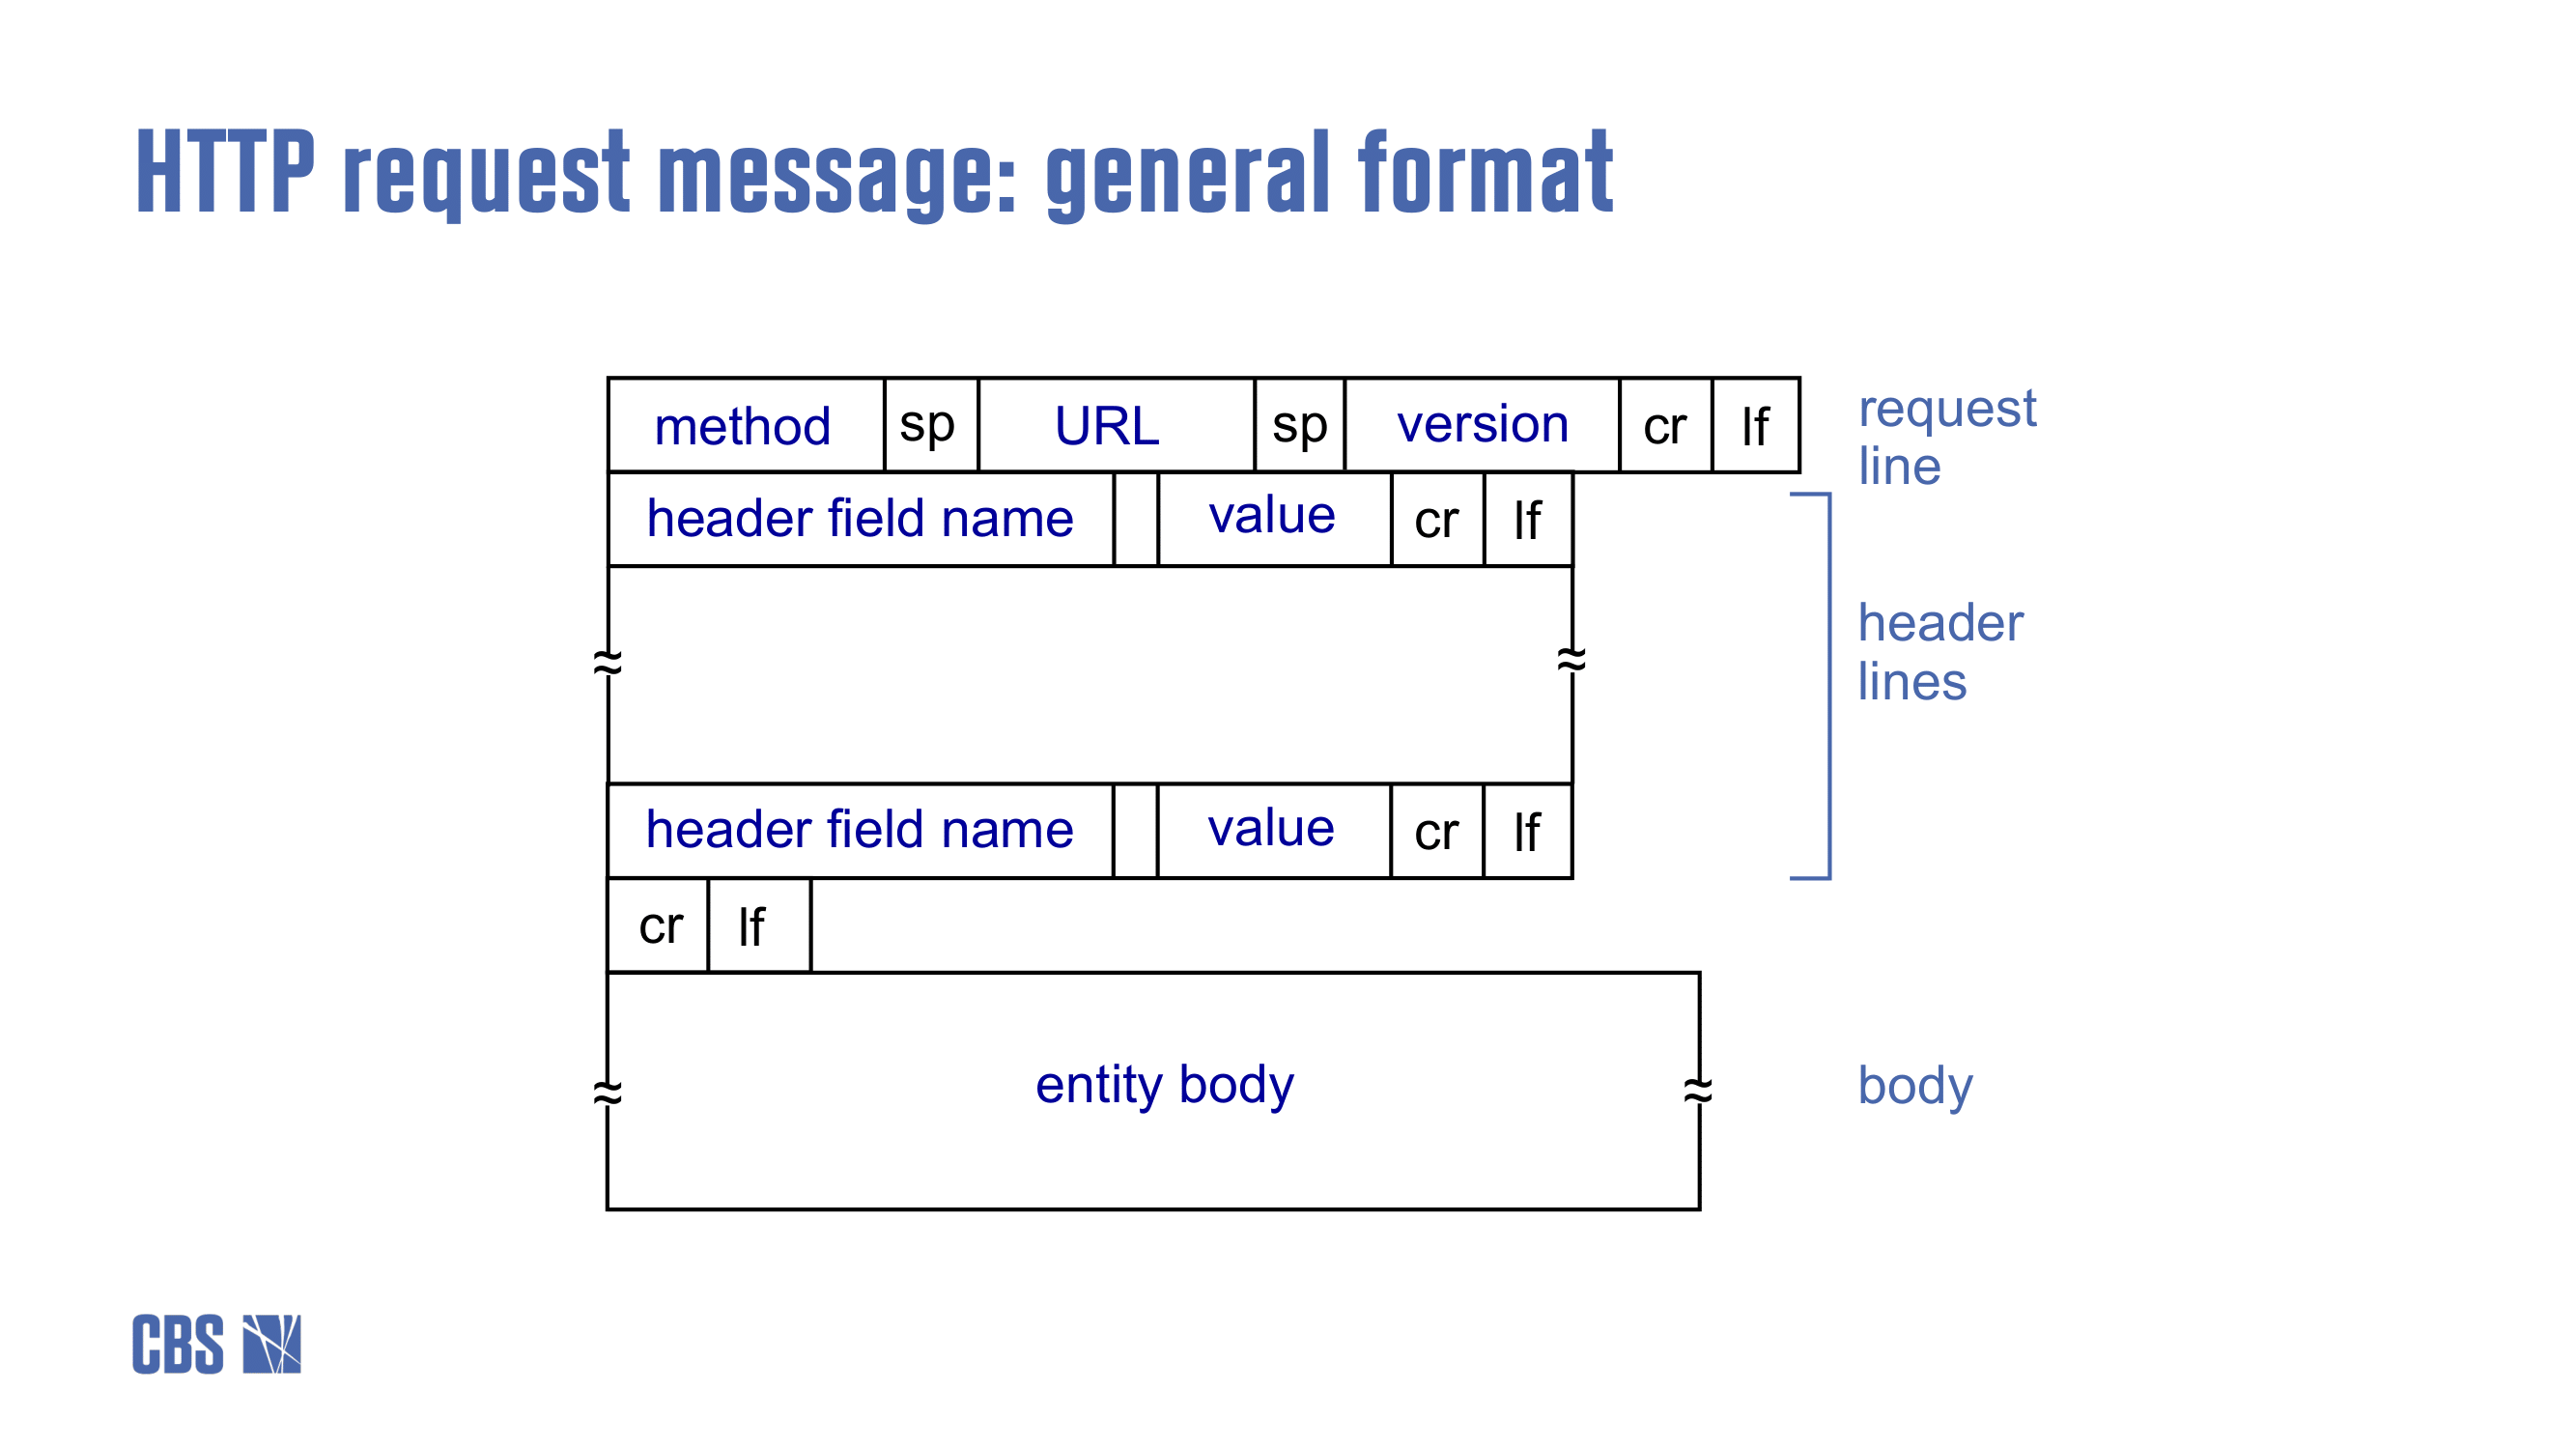 HTTP request message: general format
method sp URL sp version cr lf
request
line
header field name value cr lf
header
lines
header field name value cr lf
cr lf
entity body
body
CBS